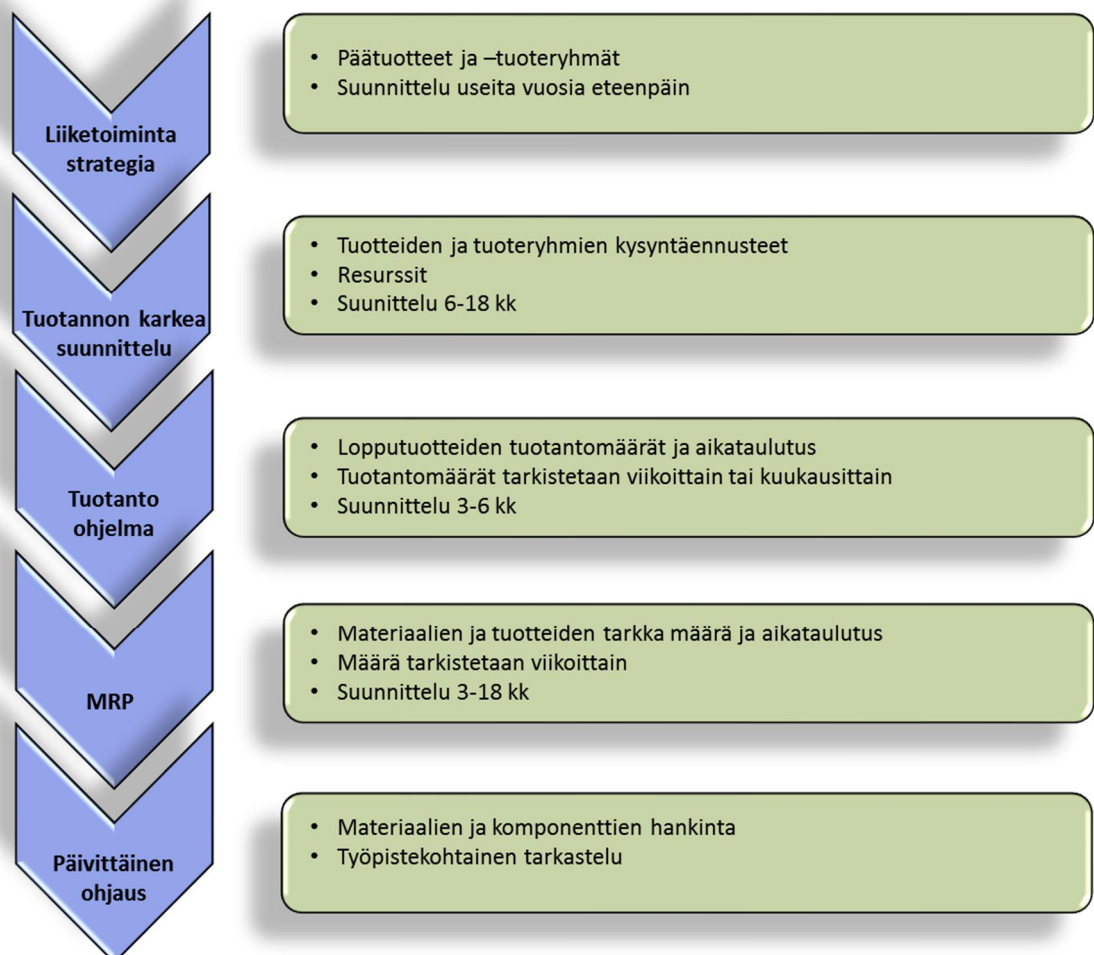 Liiketoiminta
strategia
• Päätuotteet ja –tuoteryhmät
• Suunnittelu useita vuosia eteenpäin
Tuotannon karkea
suunnittelu
• Tuotteiden ja tuoteryhmien kysyntäennusteet
• Resurssit
• Suunittelu 6-18 kk
Tuotanto
ohjelma
• Lopputuotteiden tuotantomäärät ja aikataulutus
• Tuotantomäärät tarkistetaan viikoittain tai kuukausittain
• Suunnittelu 3-6 kk
MRP
• Materiaalien ja tuotteiden tarkka määrä ja aikataulutus
• Määrä tarkistetaan viikoittain
• Suunnittelu 3-18 kk
Päivittäinen
ohjaus
• Materiaalien ja komponenttien hankinta
• Työpistekohtainen tarkastelu